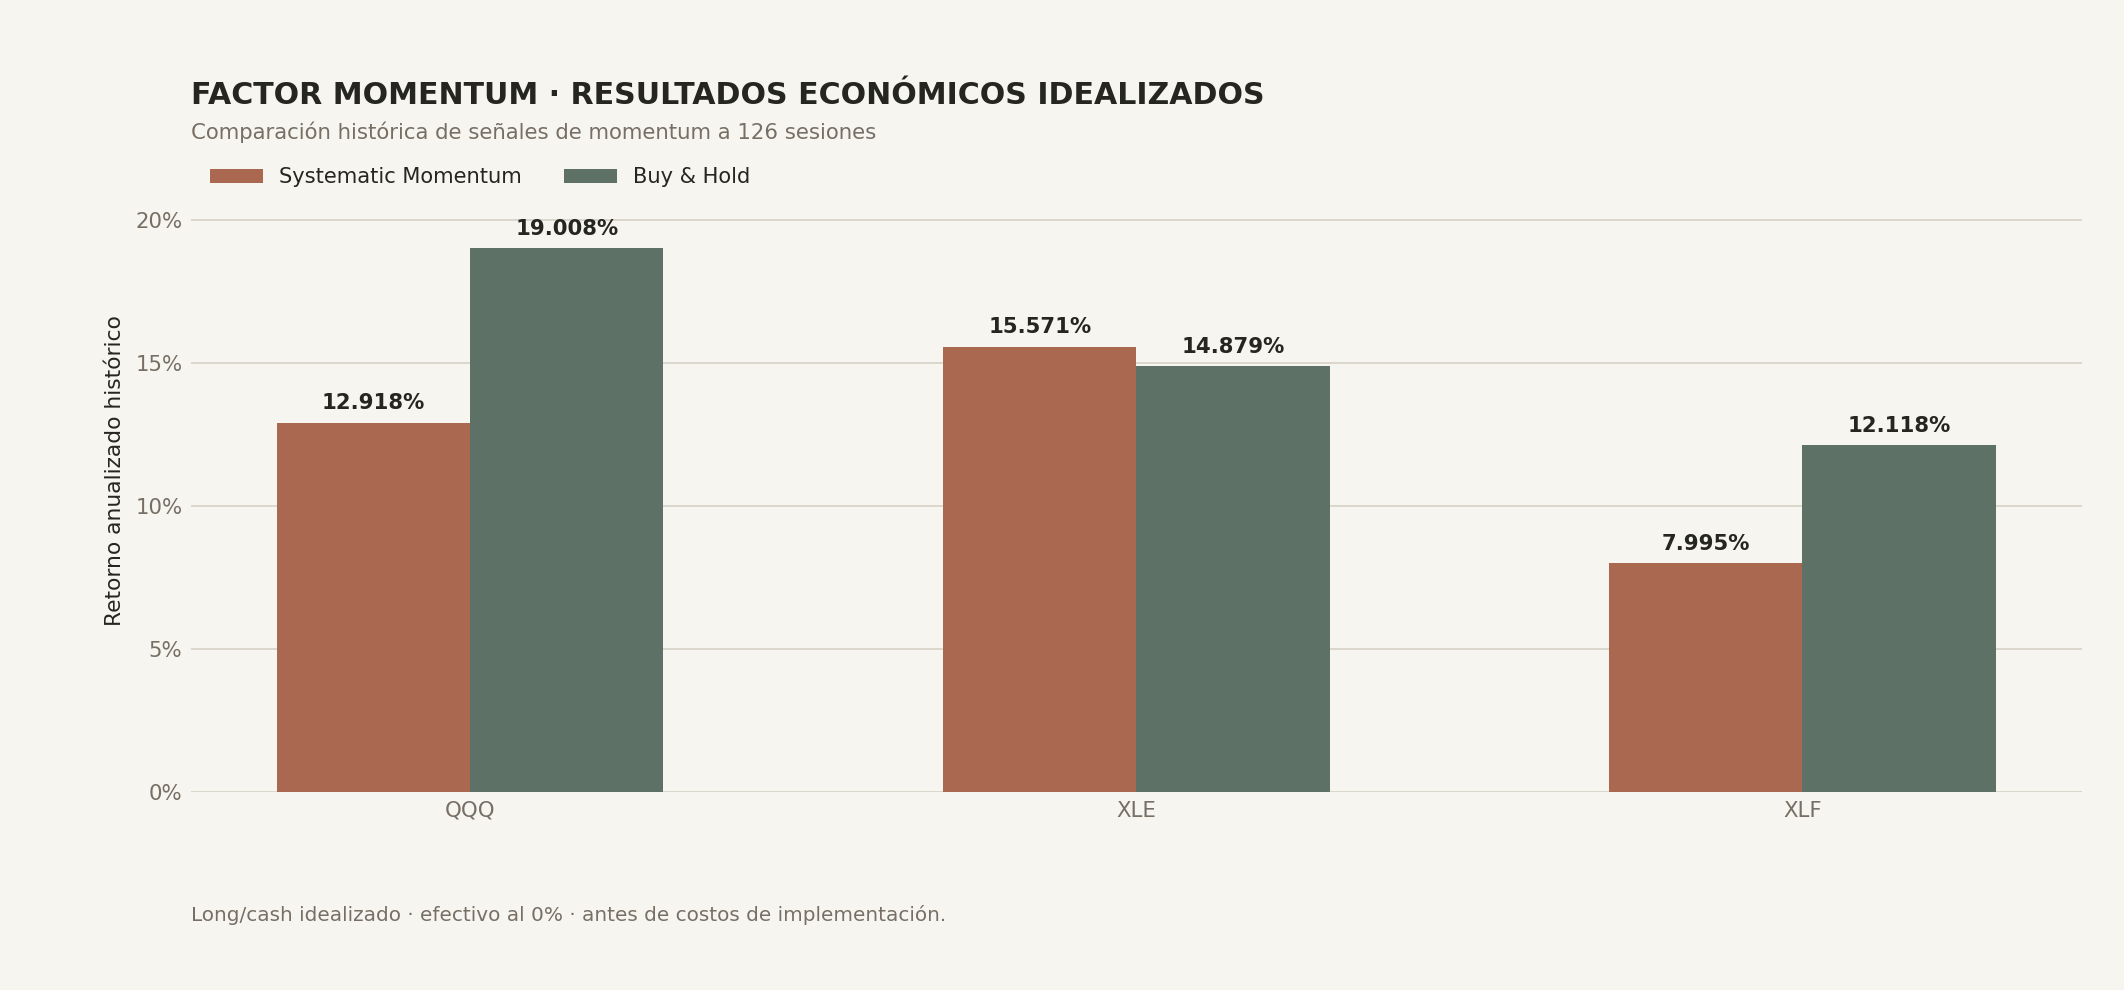 FACTOR MOMENTUM · RESULTADOS ECONÓMICOS IDEALIZADOS
Comparación histórica de señales de momentum a 126 sesiones
Systematic Momentum
Buy & Hold
Retorno anualizado histórico
20%
15%
10%
5%
0%
12.918%
19.008%
15.571%
14.879%
7.995%
12.118%
QQQ
XLE
XLF
Long/cash idealizado · efectivo al 0% · antes de costos de implementación.